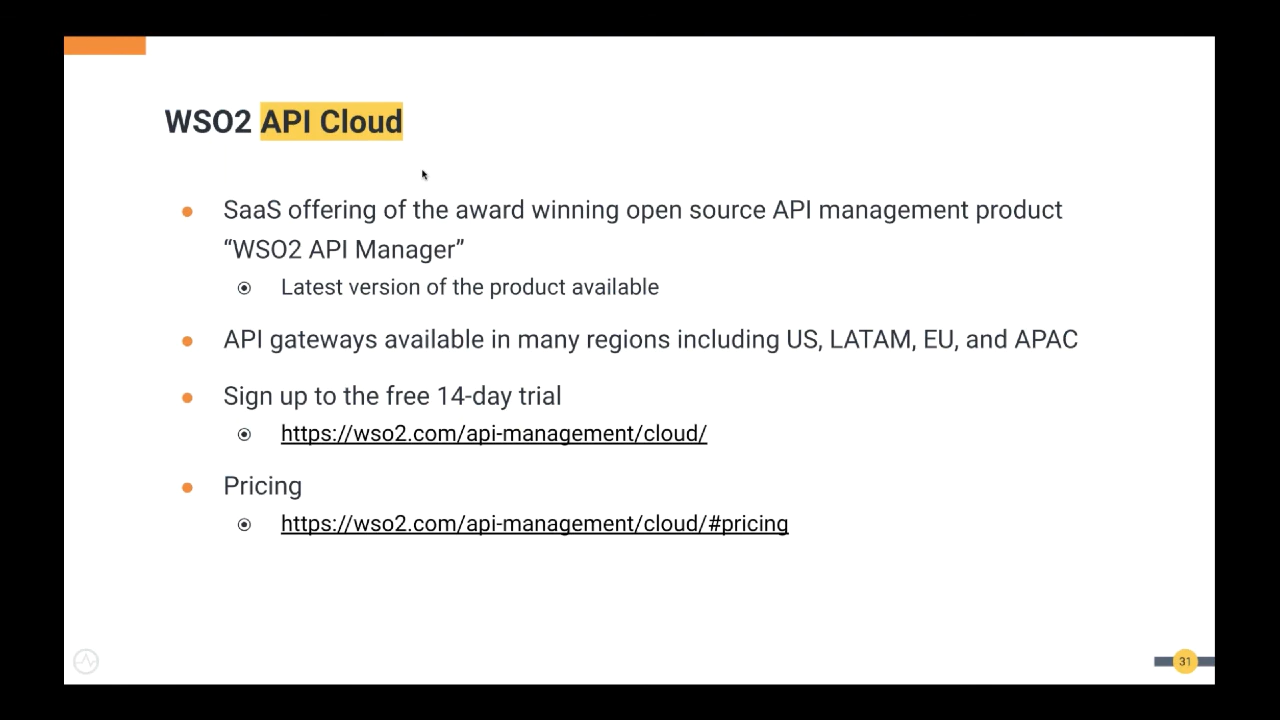 WSO2 API Cloud
SaaS offering of the award winning open source API management product
“WSO2 API Manager”
Latest version of the product available
API gateways available in many regions including US, LATAM, EU, and APAC
Sign up to the free 14-day trial
https://wso2.com/api-management/cloud/
Pricing
https://wso2.com/api-management/cloud/#pricing
31